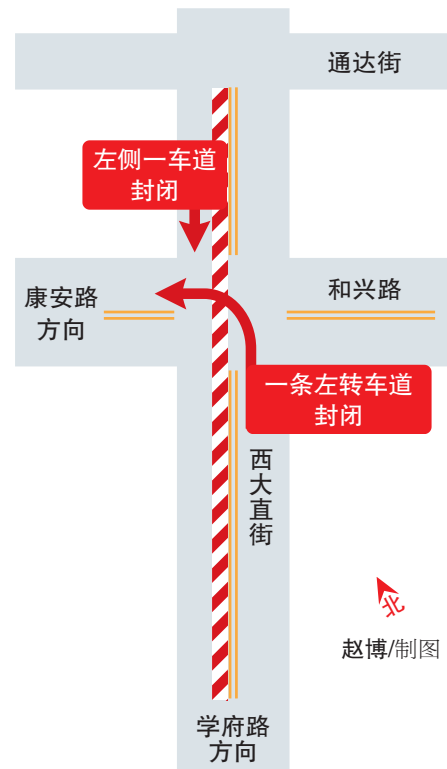 通达街
左侧一车道
封闭
康安路
方向
和兴路
一条左转车道
封闭
西大直街
北
赵博/制图
学府路
方向